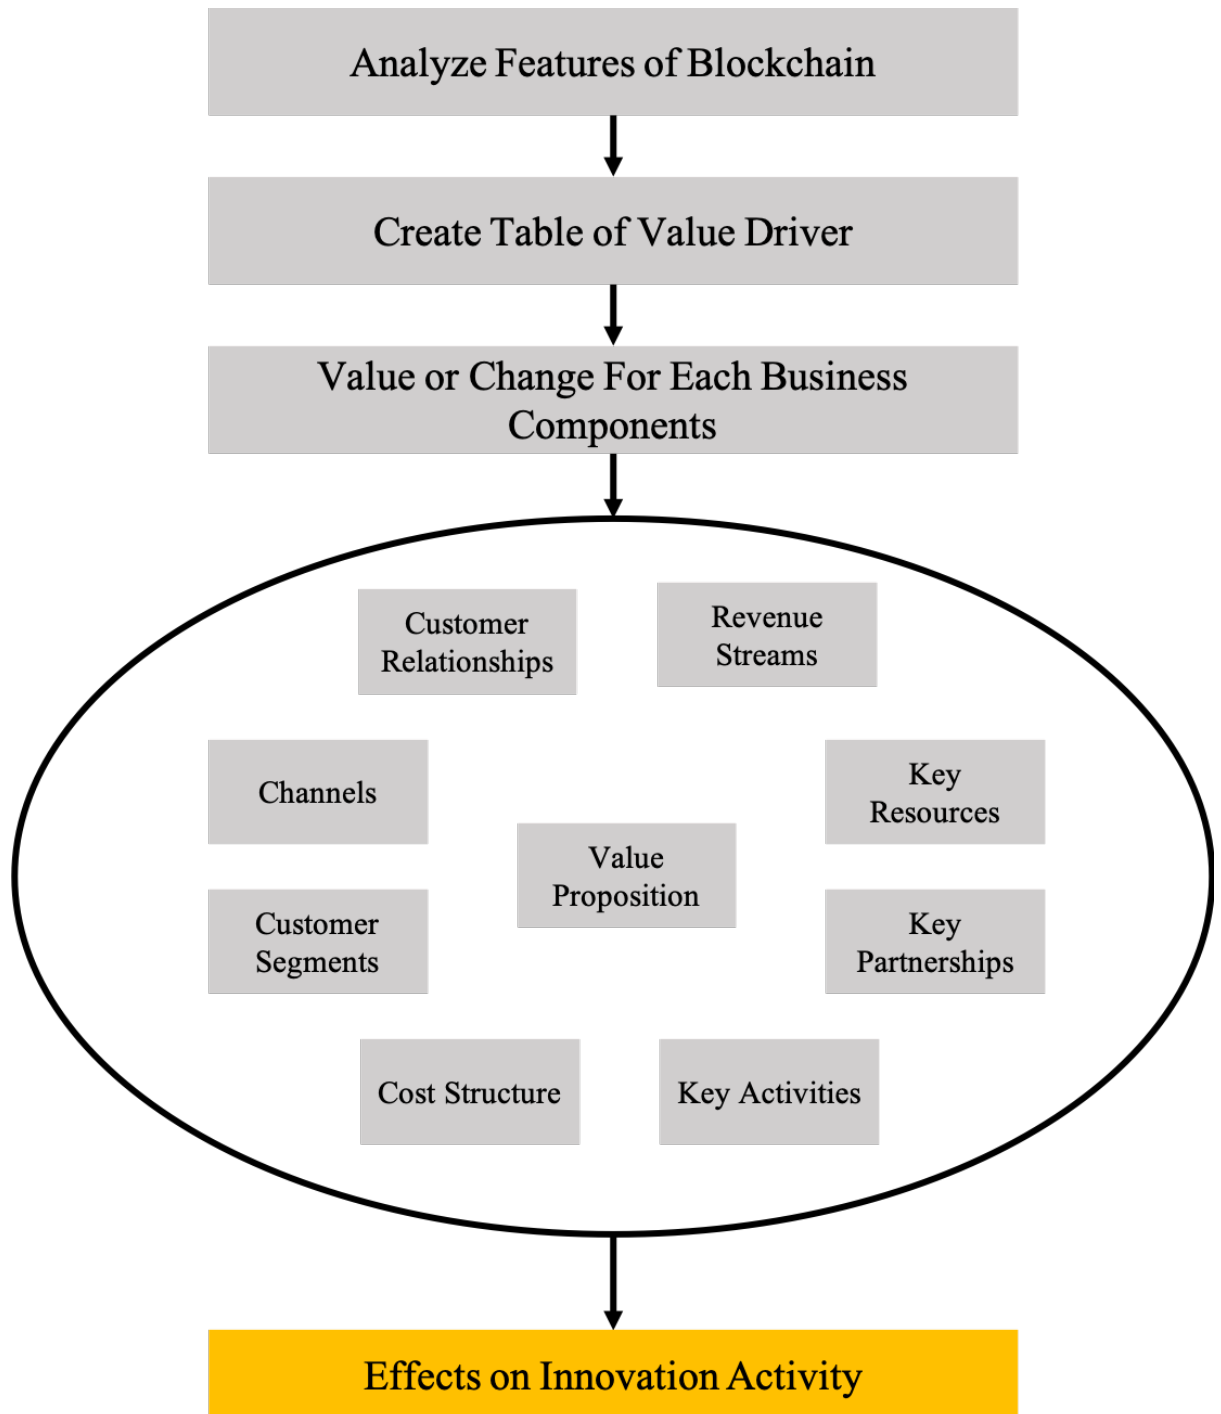 Analyze Features of Blockchain
Create Table of Value Driver
Value or Change For Each Business
Components
Customer
Relationships
Revenue
Streams
Channels
Key
Resources
Value
Proposition
Customer
Segments
Key
Partnerships
Cost Structure
Key Activities
Effects on Innovation Activity